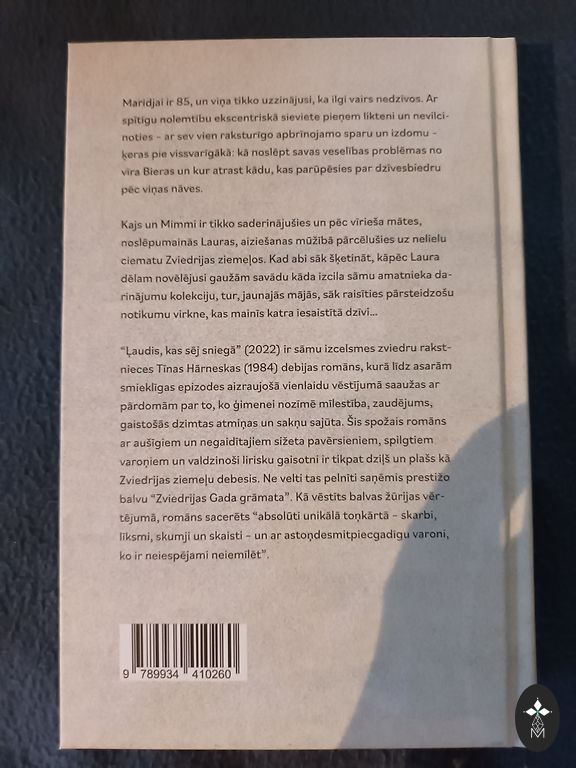 Maridjai ir 85, un viņa tikko uzzinājusi, ka ilgi vairs nedzīvos. Ar
spītīgu nolemtību ekscentriskā sieviete pieņem likteni un nevilci-
noties – ar sev vien raksturīgo apbrīnojamo sparu un izdomu –
ķeras pie vissvarīgākā: kā noslēpt savas veselības problēmas no
vīra Bieras un kur atrast kādu, kas parūpēsies par dzīvesbiedru
pēc viņas nāves.
Kajs un Mimmi ir tikko saderinājušies un pēc vīrieša mātes,
noslēpumainās Lauras, aiziešanas mūžībā pārcēlušies uz nelielu
ciematu Zviedrijas ziemeļos. Kad abi sāk šķetināt, kāpēc Laura
dēlam novēlējusi gaužām savādu kāda izcila sāmu amatnieka da-
rinājumu kolekciju, tur, jaunajās mājās, sāk raisīties pārsteidzošu
notikumu virkne, kas mainīs katra iesaistītā dzīvi...
"Ļaudis, kas sēj sniegā" (2022) ir sāmu izcelsmes zviedru rakst-
nieces Tīnas Hārneskas (1984) debijas romāns, kurā līdz asarām
smieklīgas epizodes aizraujošā vienlaidu vēstījumā saaužas ar
pārdomām par to, ko ģimenei nozīmē mīlestība, zaudējums,
gaistošās dzimtas atmiņas un sakņu sajūta. Šis spožais romāns
ar aušīgiem un negaidītajiem sižeta pavērsieniem, spilgtiem
varoņiem un valdzinoši lirisku gaisotni ir tikpat dziļš un plašs kā
Zviedrijas ziemeļu debesis. Ne velti tas pelnīti saņēmis prestižo
balvu "Zviedrijas Gada grāmata". Kā vēstīts balvas žūrijas vēr-
tējumā, romāns sacerēts "absolūti unikālā toņkārtā – skarbi,
līksmi, skumji un skaisti – un ar astoņdesmitpiecgadīgu varoni,
ko ir neiespējami neiemīlēt".
9 789934 410260